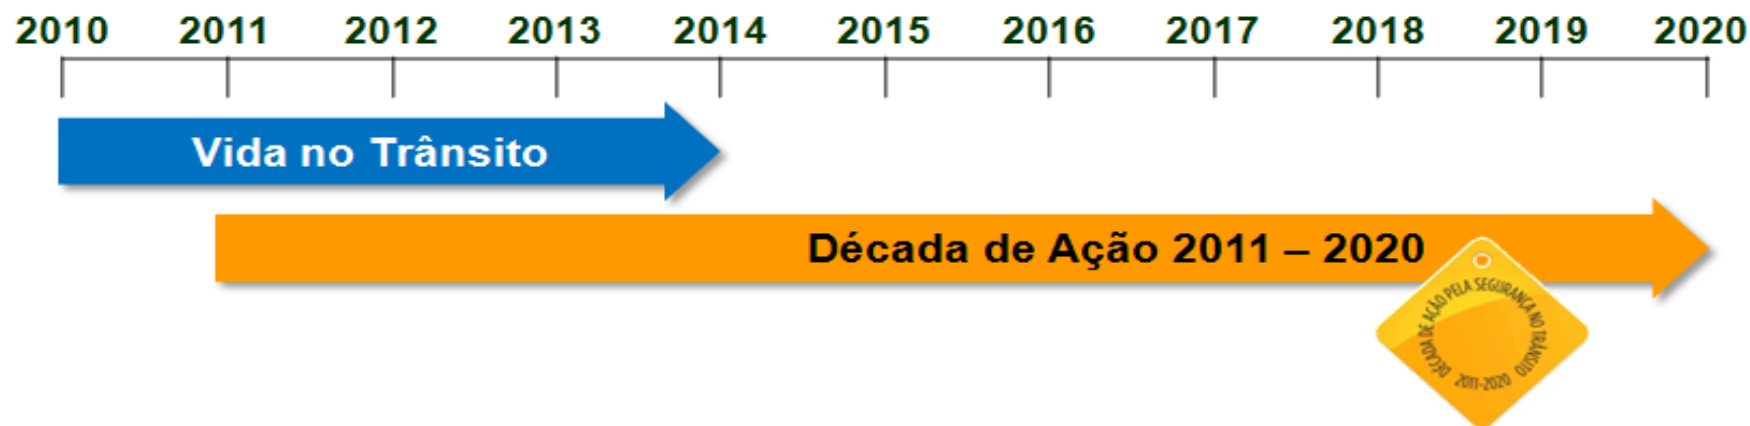 2010 2011 2012 2013 2014 2015 2016 2017 2018 2019 2020
Vida no Trânsito
Década de Ação 2011 – 2020
DÉCADA DE AÇÃO PELA SEGURANÇA NO TRÂNSITO
2011-2020